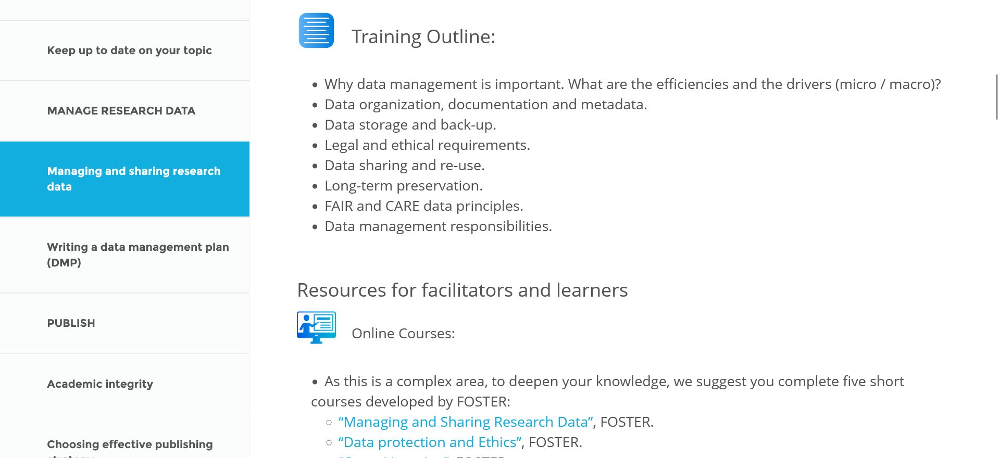 Keep up to date on your topic
MANAGE RESEARCH DATA
Managing and sharing research
data
Writing a data management plan
(DMP)
PUBLISH
Academic integrity
Choosing effective publishing
Training Outline:
• Why data management is important. What are the efficiencies and the drivers (micro / macro)?
• Data organization, documentation and metadata.
• Data storage and back-up.
• Legal and ethical requirements.
• Data sharing and re-use.
• Long-term preservation.
• FAIR and CARE data principles.
• Data management responsibilities.
Resources for facilitators and learners
Online Courses:
• As this is a complex area, to deepen your knowledge, we suggest you complete five short
courses developed by FOSTER:
○ “Managing and Sharing Research Data”, FOSTER.
○ “Data protection and Ethics”, FOSTER.